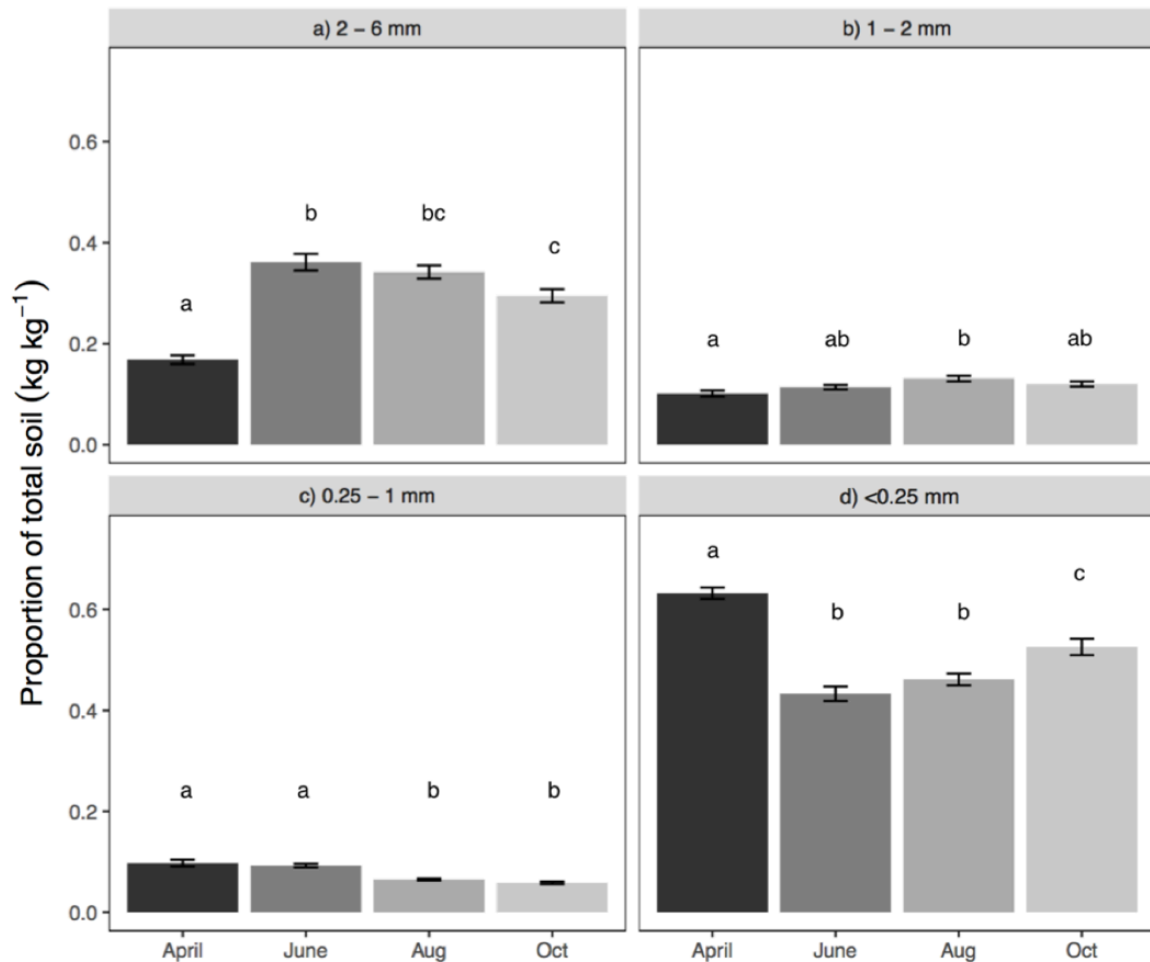 a) 2 – 6 mm
b) 1 – 2 mm
Proportion of total soil (kg kg⁻¹)
0.6
0.4
0.2
0.0
a
b
bc
c
a
ab
b
ab
c) 0.25 – 1 mm
d) <0.25 mm
0.6
0.4
0.2
0.0
a
a
b
b
a
b
b
c
April
June
Aug
Oct
April
June
Aug
Oct